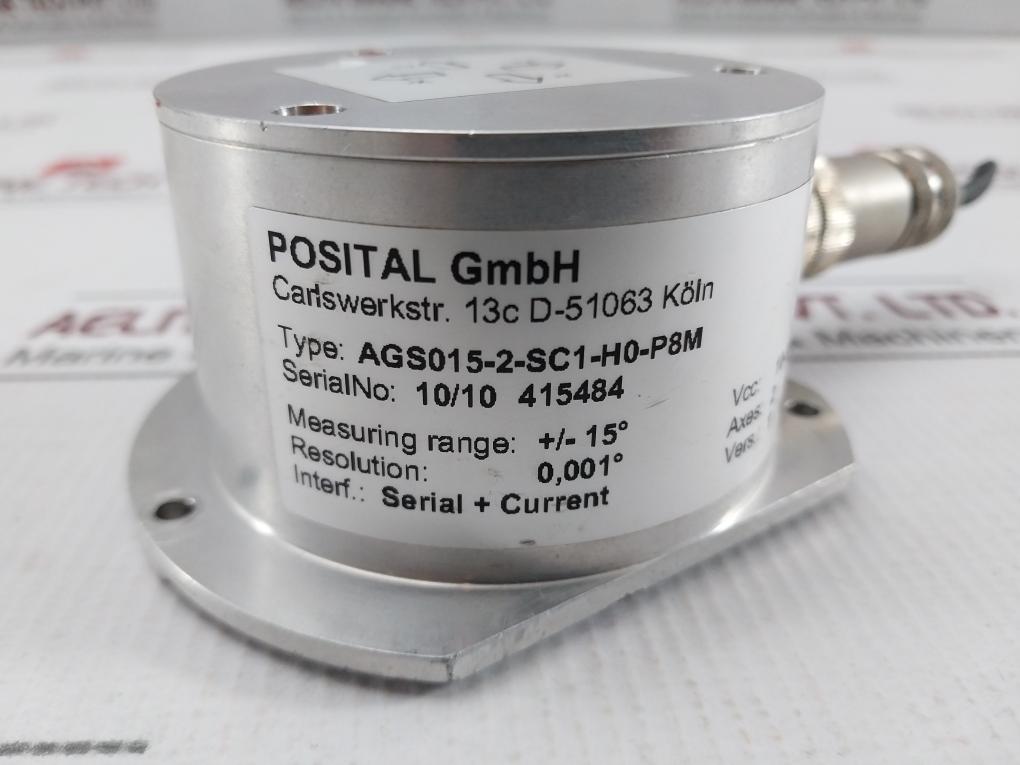 POSITAL GmbH
Carlswerkstr. 13c D-51063 Köln
Type: AGS015-2-SC1-H0-P8M
SerialNo: 10/10 415484
Measuring range: +/- 15°
Resolution: 0,001°
Interf.: Serial + Current
Vcc:
Axes: 2
Vers.: